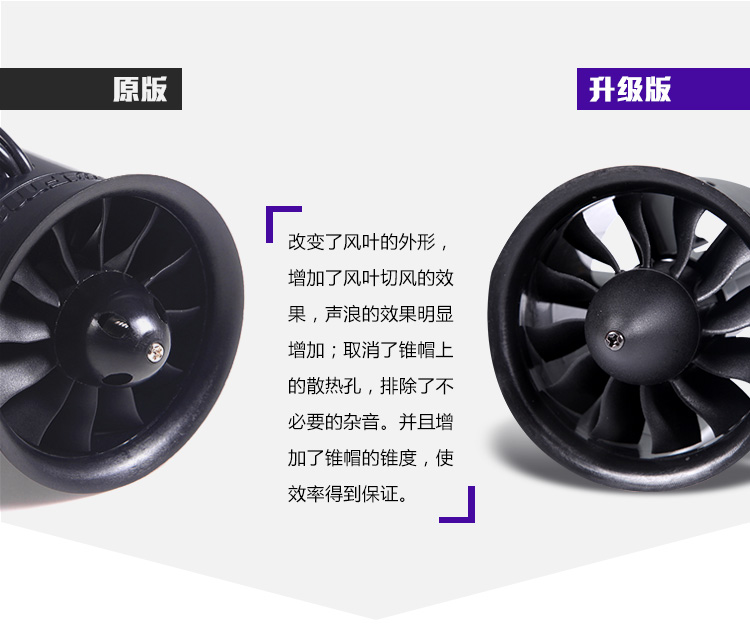 原版
升级版
改变了风叶的外形，
增加了风叶切风的效
果，声浪的效果明显
增加；取消了锥帽上
的散热孔，排除了不
必要的杂音。并且增
加了锥帽的锥度，使
效率得到保证。